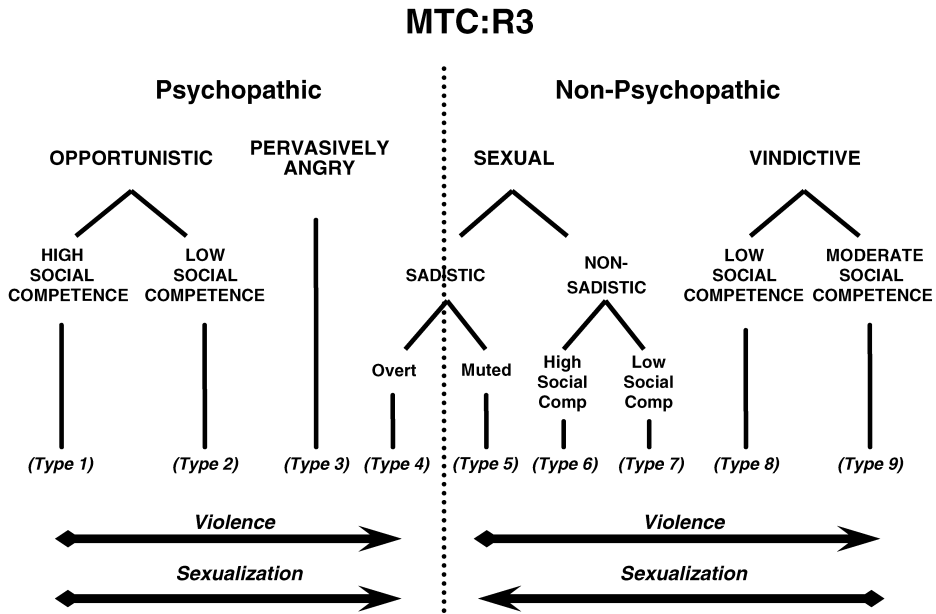 MTC:R3
Psychopathic
Non-Psychopathic
OPPORTUNISTIC
PERVASIVELY
ANGRY
SEXUAL
VINDICTIVE
HIGH
SOCIAL
COMPETENCE
LOW
SOCIAL
COMPETENCE
SADISTIC
NON-
SADISTIC
LOW
SOCIAL
COMPETENCE
MODERATE
SOCIAL
COMPETENCE
Overt
Muted
High
Social
Comp
Low
Social
Comp
(Type 1)
(Type 2)
(Type 3)
(Type 4)
(Type 5)
(Type 6)
(Type 7)
(Type 8)
(Type 9)
Violence
Violence
Sexualization
Sexualization